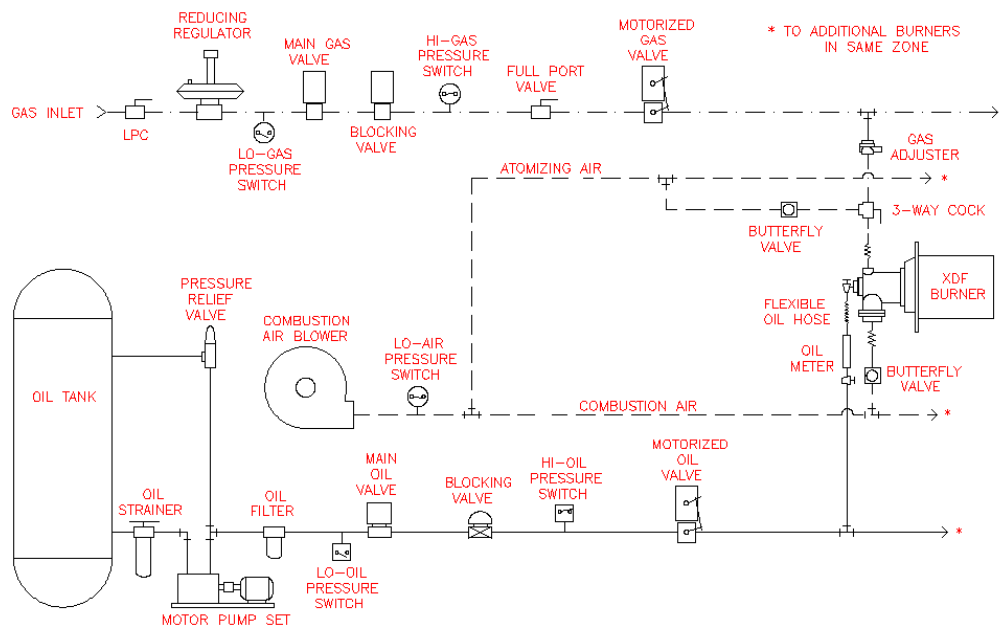 REDUCING
REGULATOR
MAIN GAS
VALVE
HI-GAS
PRESSURE
SWITCH
FULL PORT
VALVE
MOTORIZED
GAS
VALVE
* TO ADDITIONAL BURNERS
IN SAME ZONE
GAS INLET
LPC
LO-GAS
PRESSURE
SWITCH
BLOCKING
VALVE
GAS
ADJUSTER
ATOMIZING AIR
*
3-WAY COCK
BUTTERFLY
VALVE
PRESSURE
RELIEF
VALVE
COMBUSTION
AIR BLOWER
LO-AIR
PRESSURE
SWITCH
FLEXIBLE
OIL HOSE
XDF
BURNER
OIL
METER
BUTTERFLY
VALVE
OIL TANK
COMBUSTION AIR
*
OIL
STRAINER
OIL
FILTER
MAIN
OIL
VALVE
BLOCKING
VALVE
HI-OIL
PRESSURE
SWITCH
MOTORIZED
OIL
VALVE
*
LO-OIL
PRESSURE
SWITCH
MOTOR PUMP SET